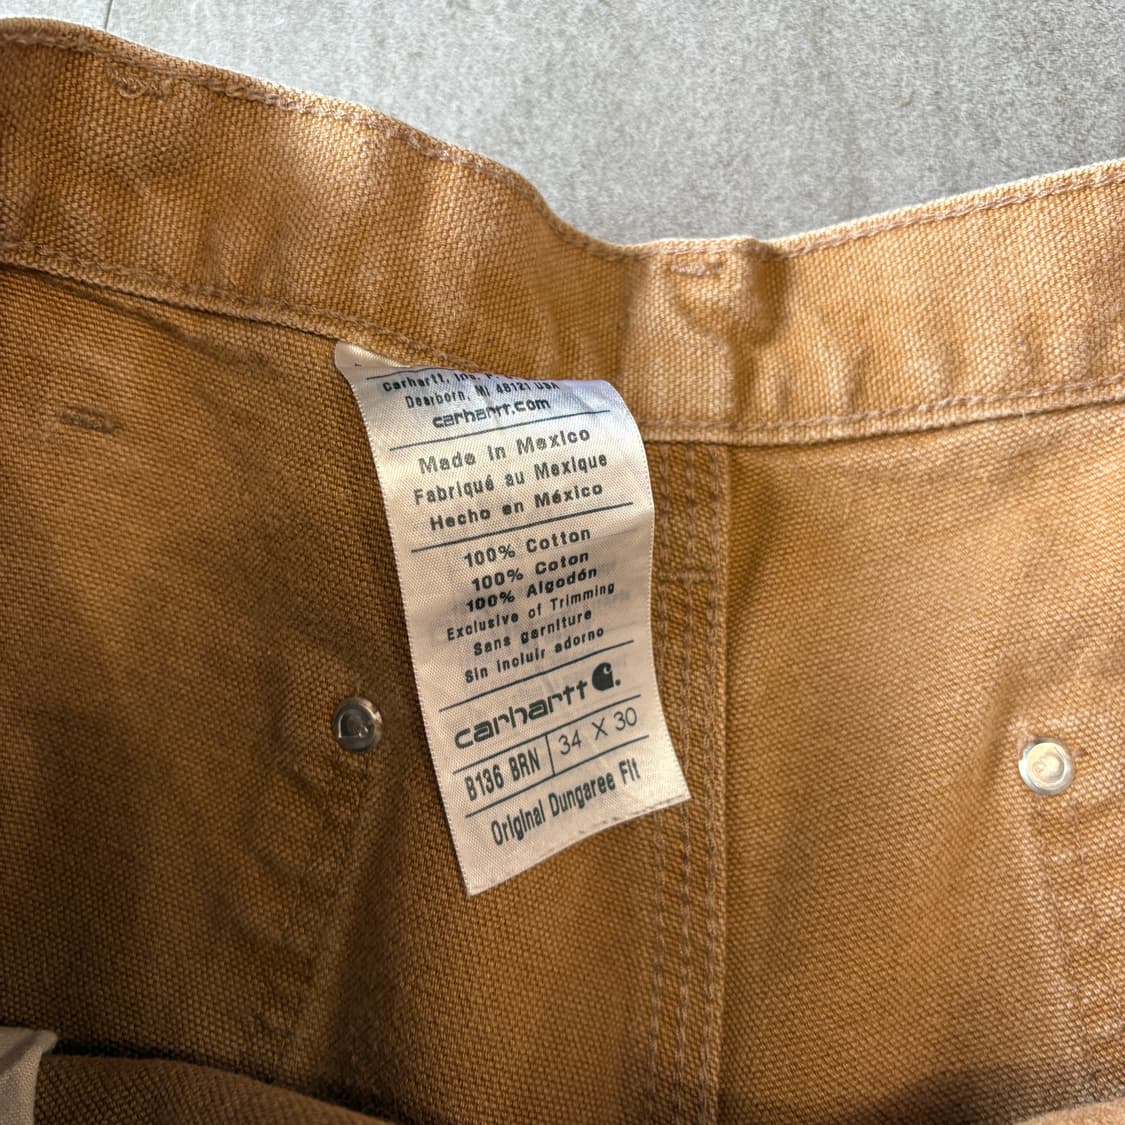 Carhartt, Inc. P.
Dearborn, MI 48121 USA
carhartt.com
Made in Mexico
Fabriqué au Mexique
Hecho en México
100% Cotton
100% Coton
100% Algodón
Exclusive of Trimming
Sans garniture
Sin incluir adorno
carhartt
B136 BRN 34 X 30
Original Dungaree Fit